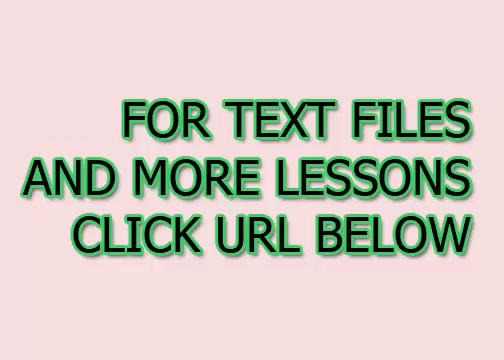 FOR TEXT FILES
AND MORE LESSONS
CLICK URL BELOW